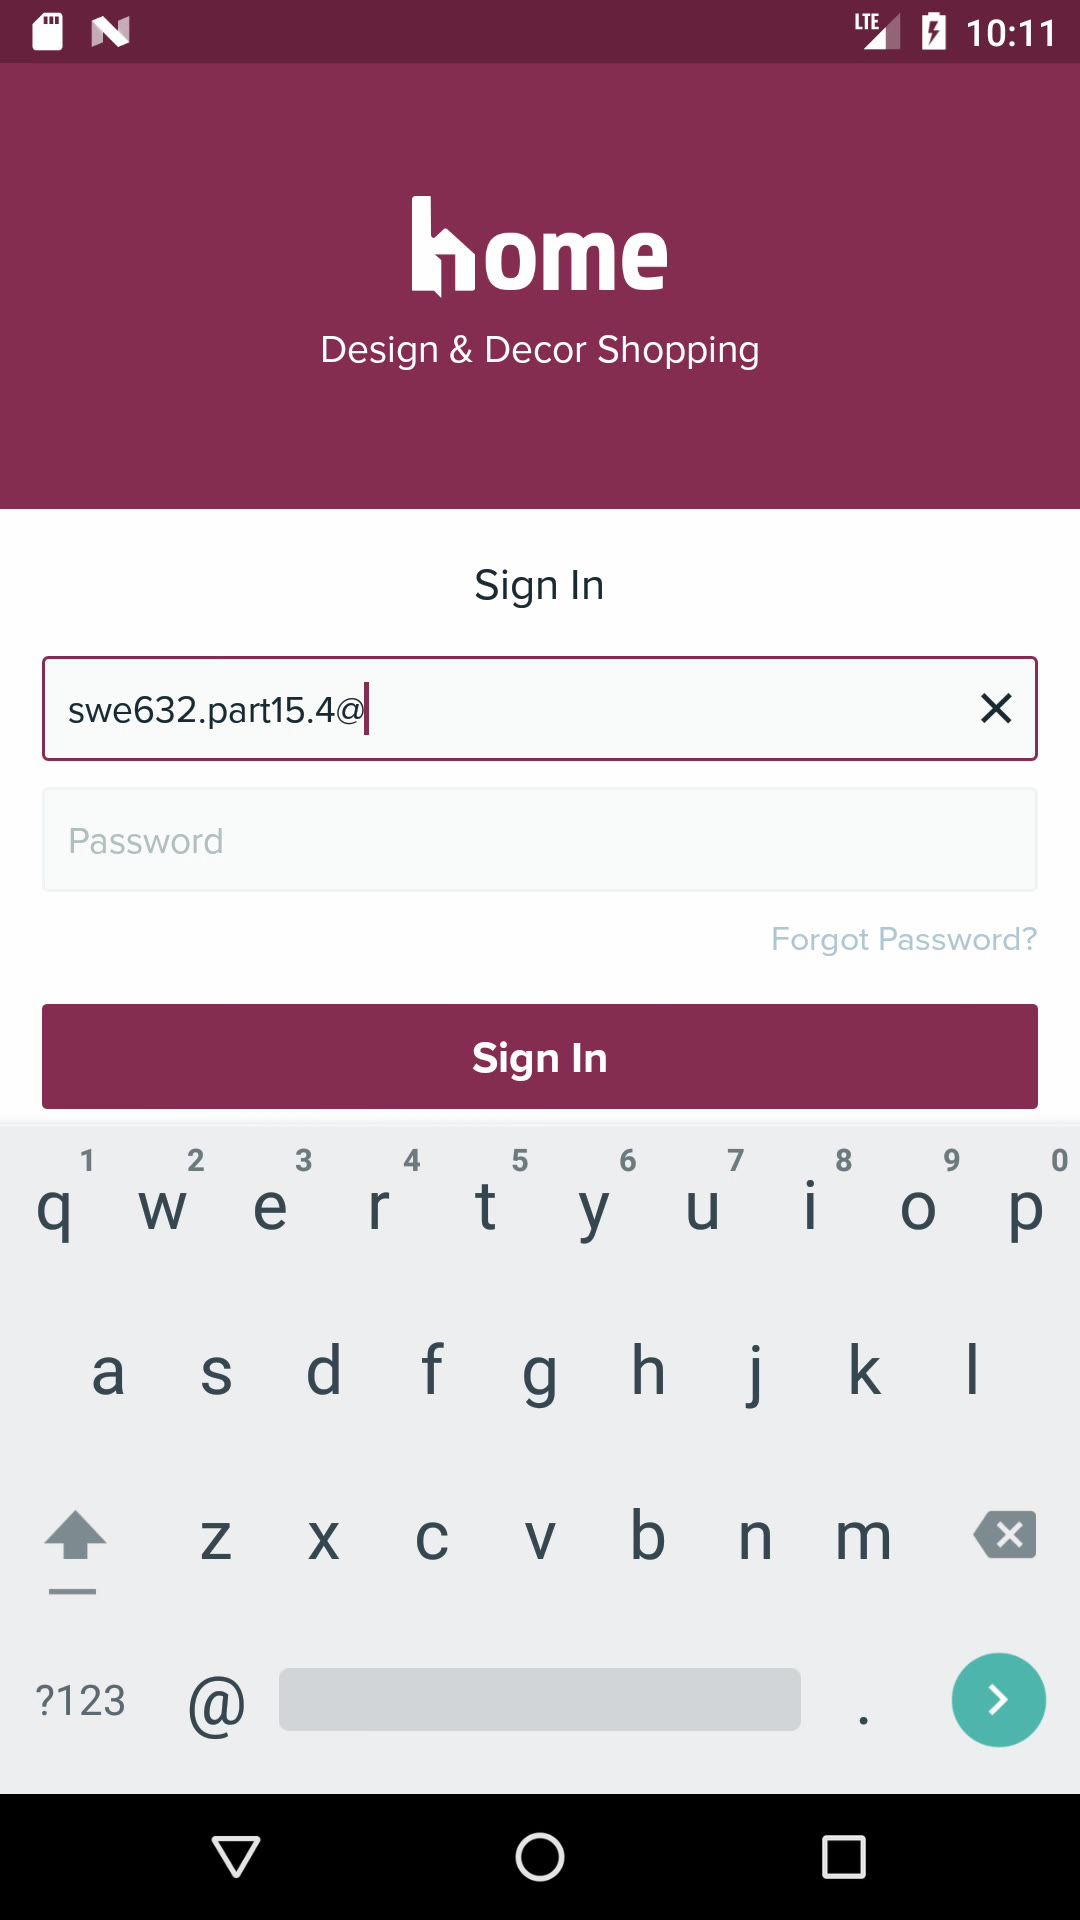 LTE 10:11
home
Design & Decor Shopping
Sign In
swe632.part15.4@
Password
Forgot Password?
Sign In
1 2 3 4 5 6 7 8 9 0
q w e r t y u i o p
a s d f g h j k l
z x c v b n m
?123 @ .